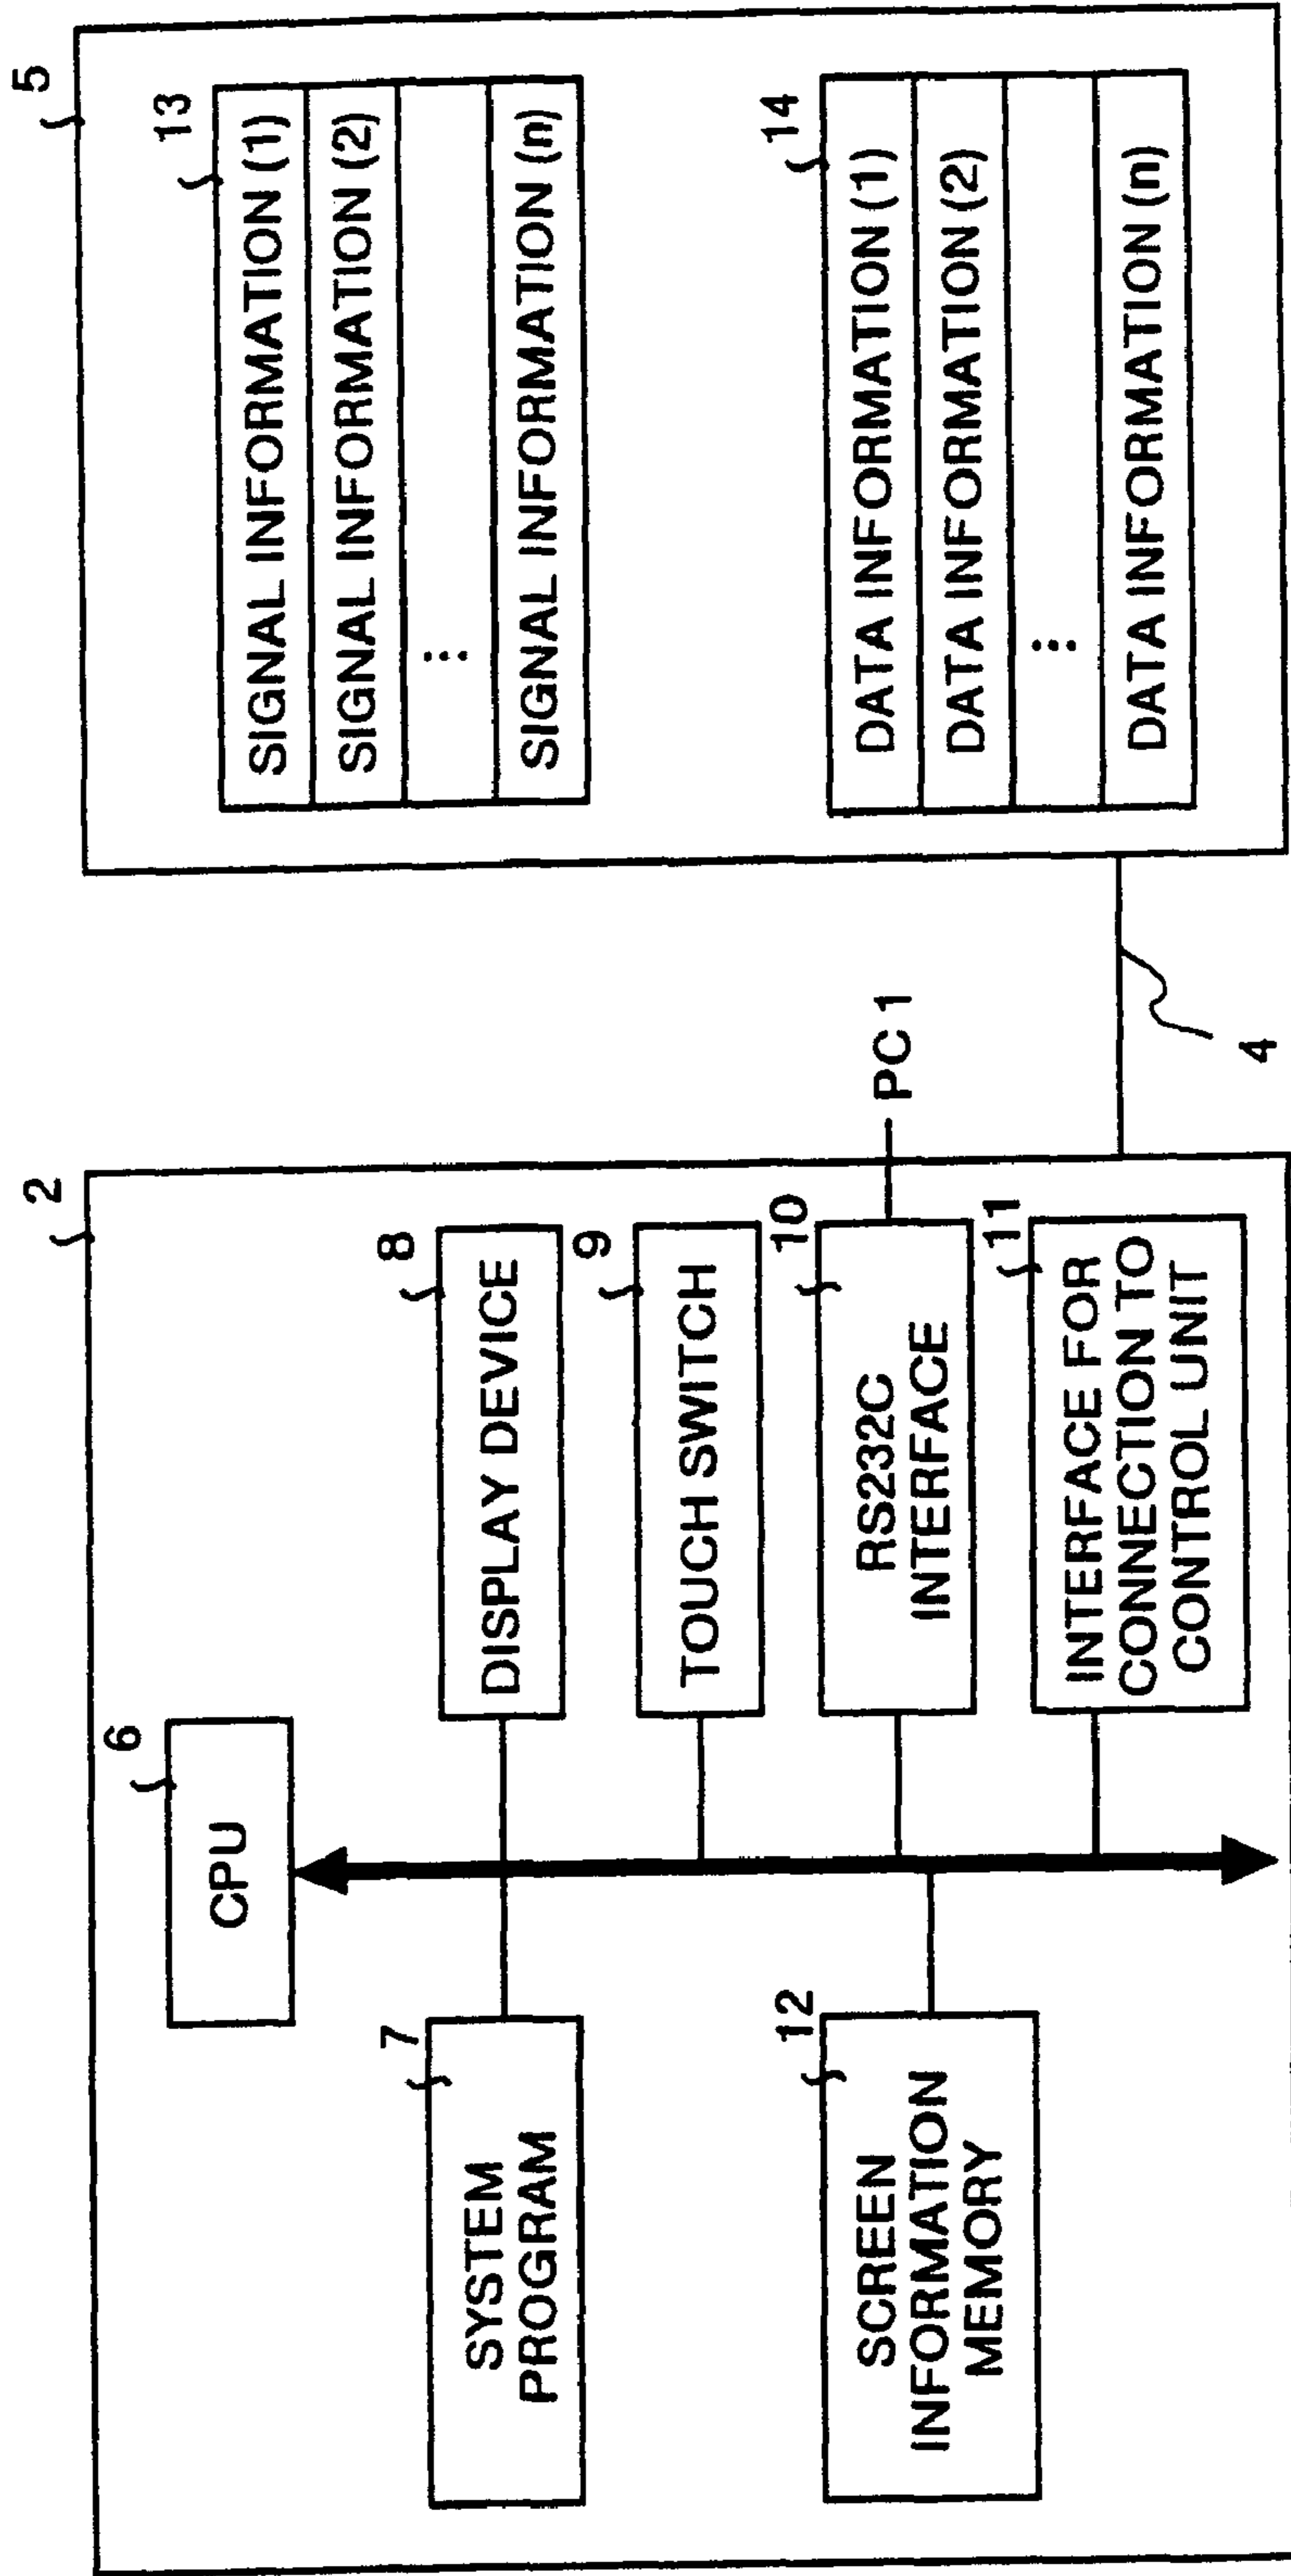 2
6
CPU
7
SYSTEM
PROGRAM
8
DISPLAY DEVICE
9
TOUCH SWITCH
12
SCREEN
INFORMATION
MEMORY
10
RS232C
INTERFACE
PC 1
11
INTERFACE FOR
CONNECTION TO
CONTROL UNIT
4
5
13
SIGNAL INFORMATION (1)
SIGNAL INFORMATION (2)
⋮
SIGNAL INFORMATION (n)
14
DATA INFORMATION (1)
DATA INFORMATION (2)
⋮
DATA INFORMATION (n)